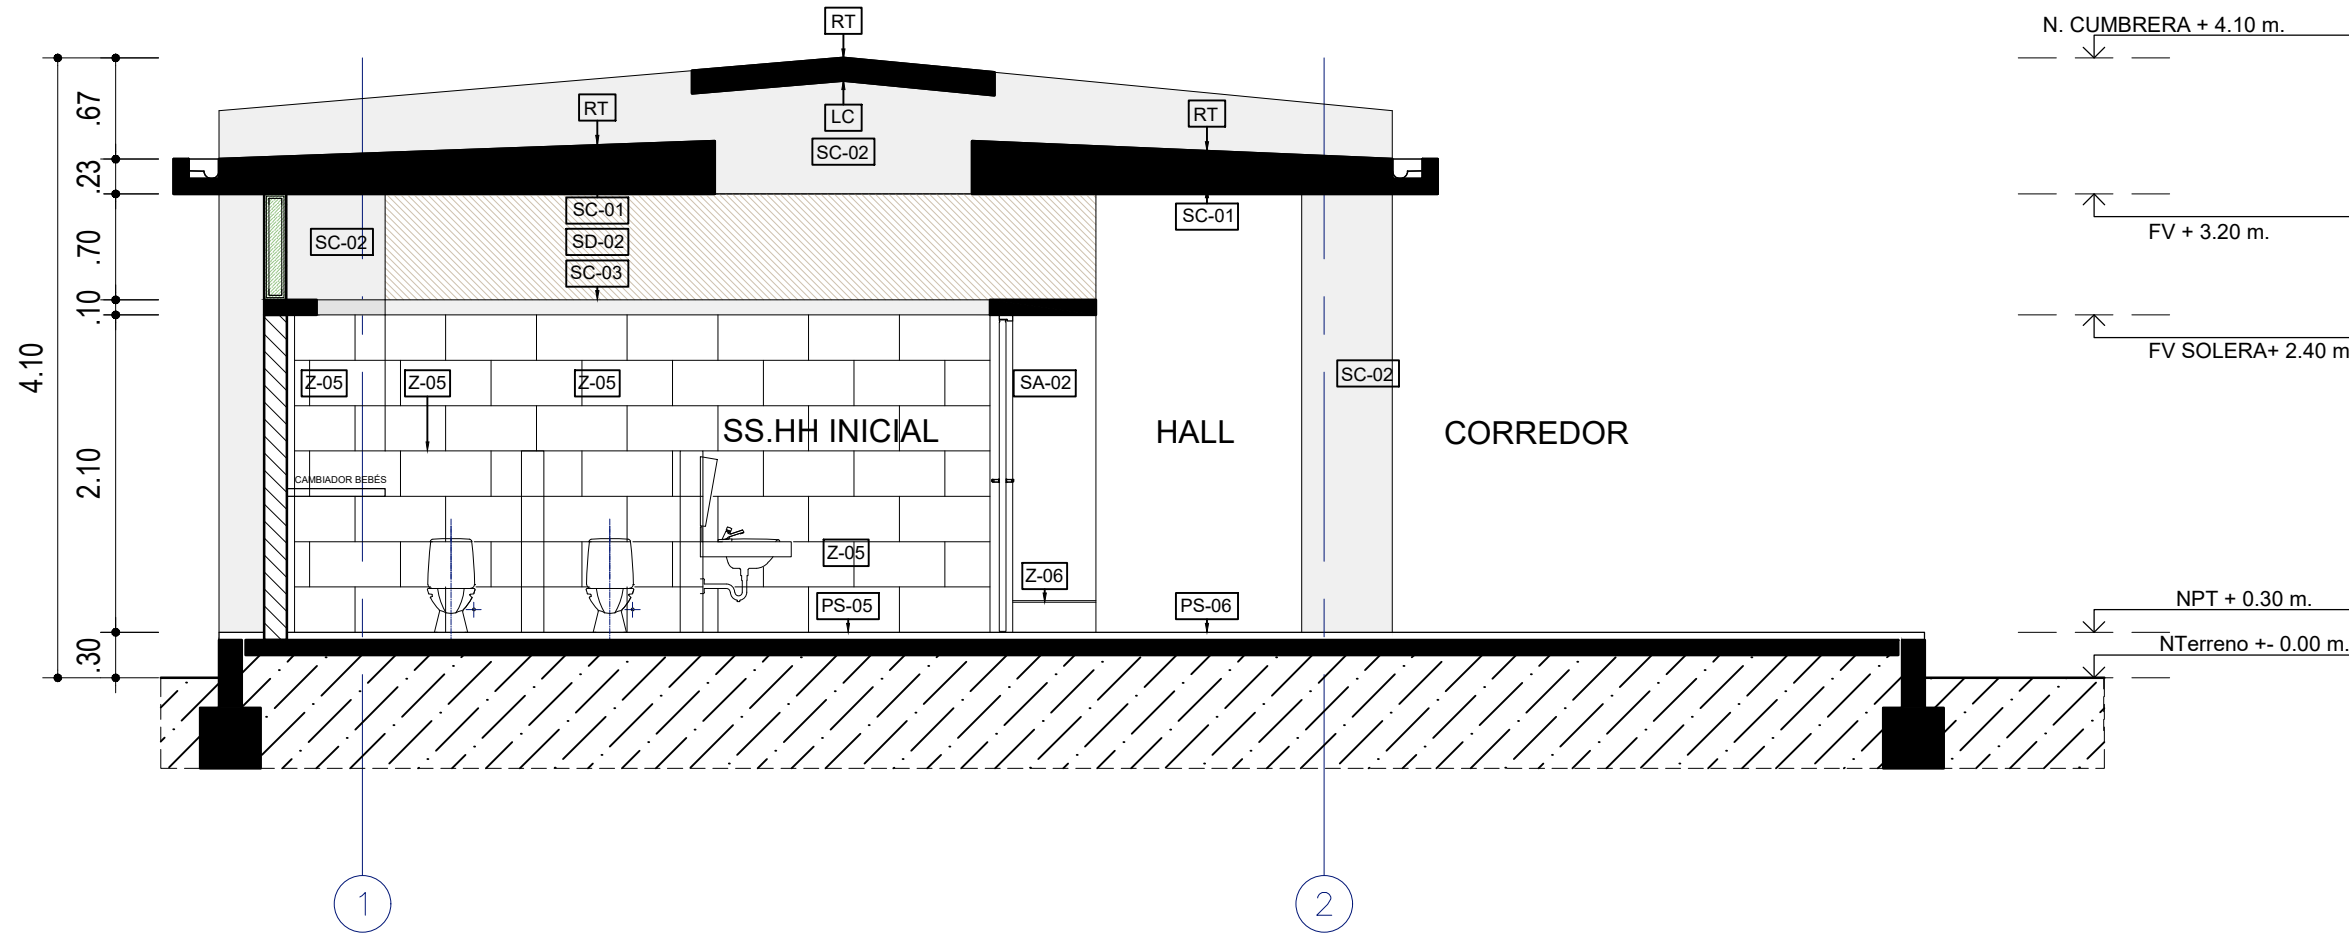 RT
N. CUMBRERA + 4.10 m.
.67
RT
LC
RT
SC-02
.23
SC-01
SC-01
SC-02
SD-02
FV + 3.20 m.
.70
SC-03
.10
4.10
FV SOLERA+ 2.40 m
Z-05
Z-05
Z-05
SA-02
SC-02
SS.HH INICIAL
HALL
CORREDOR
2.10
CAMBIADOR BEBÉS
Z-05
Z-06
PS-05
PS-06
NPT + 0.30 m.
.30
NTerreno +- 0.00 m.
1
2